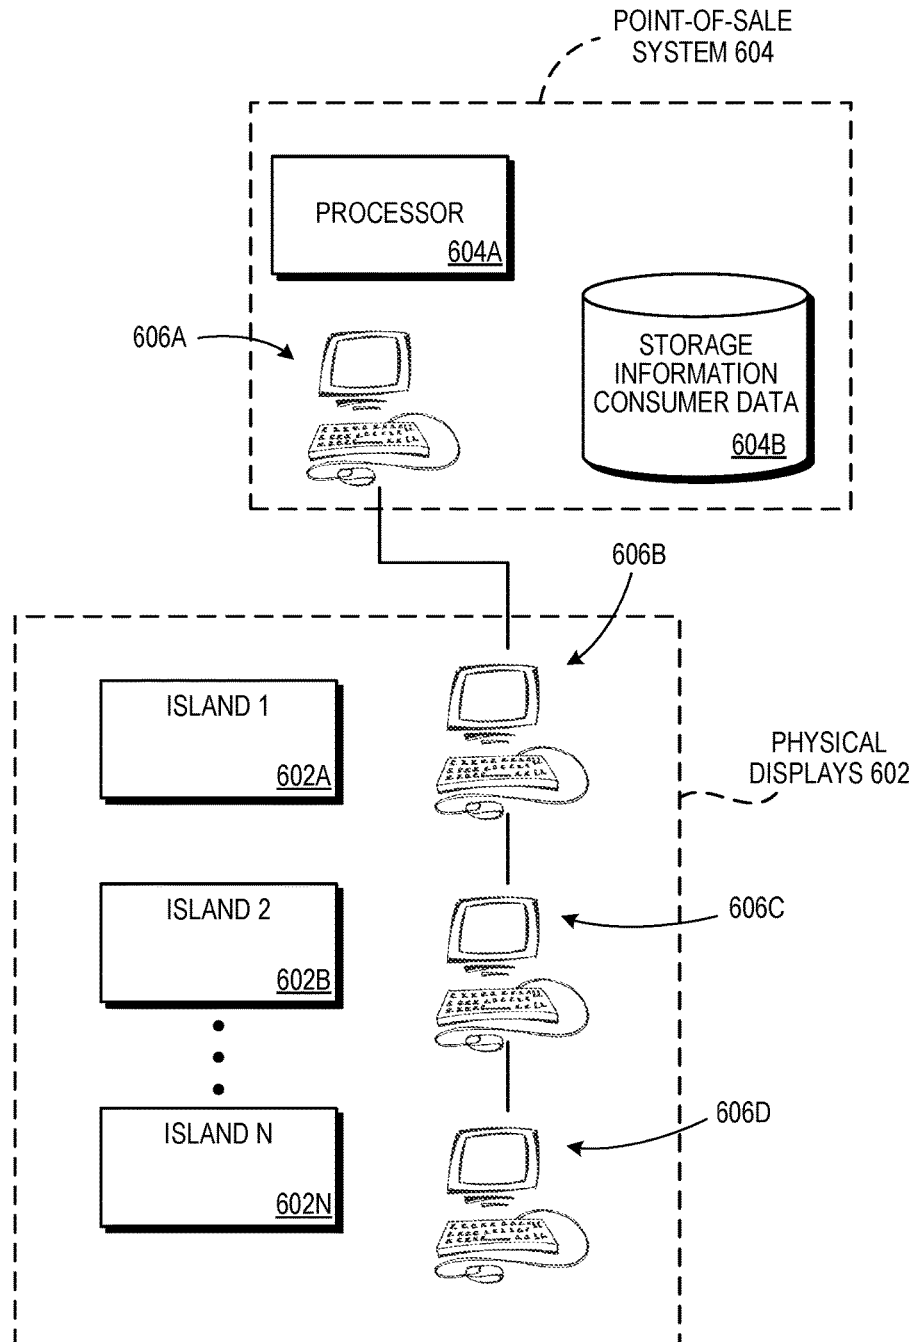 POINT-OF-SALE
SYSTEM 604
PROCESSOR
604A
606A
STORAGE
INFORMATION
CONSUMER DATA
604B
606B
ISLAND 1
602A
PHYSICAL
DISPLAYS 602
ISLAND 2
602B
606C
ISLAND N
602N
606D